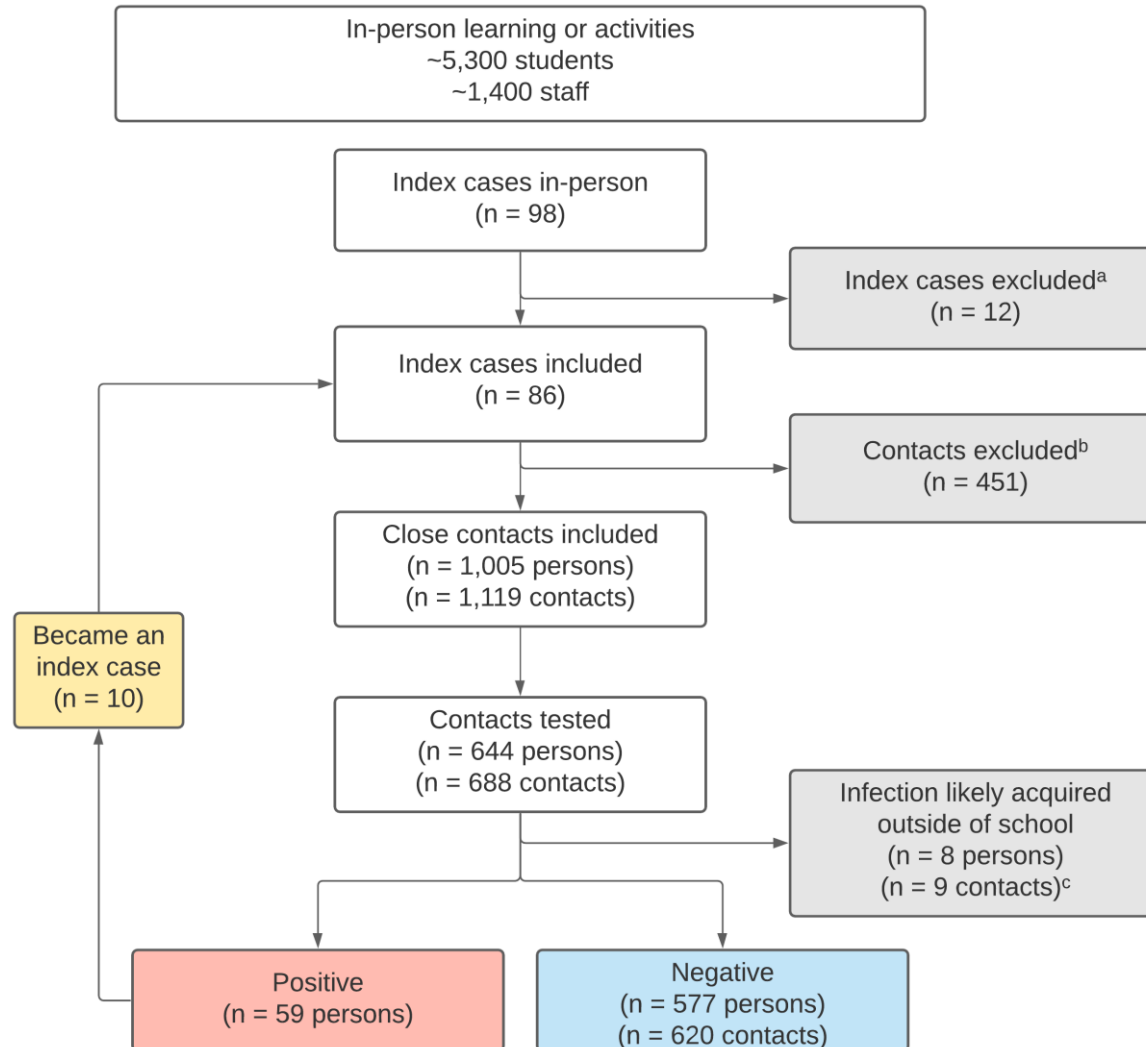 In-person learning or activities
~5,300 students
~1,400 staff
Index cases in-person
(n = 98)
Index cases excludedᵃ
(n = 12)
Index cases included
(n = 86)
Contacts excludedᵇ
(n = 451)
Close contacts included
(n = 1,005 persons)
(n = 1,119 contacts)
Became an
index case
(n = 10)
Contacts tested
(n = 644 persons)
(n = 688 contacts)
Infection likely acquired
outside of school
(n = 8 persons)
(n = 9 contacts)ᶜ
Positive
(n = 59 persons)
Negative
(n = 577 persons)
(n = 620 contacts)